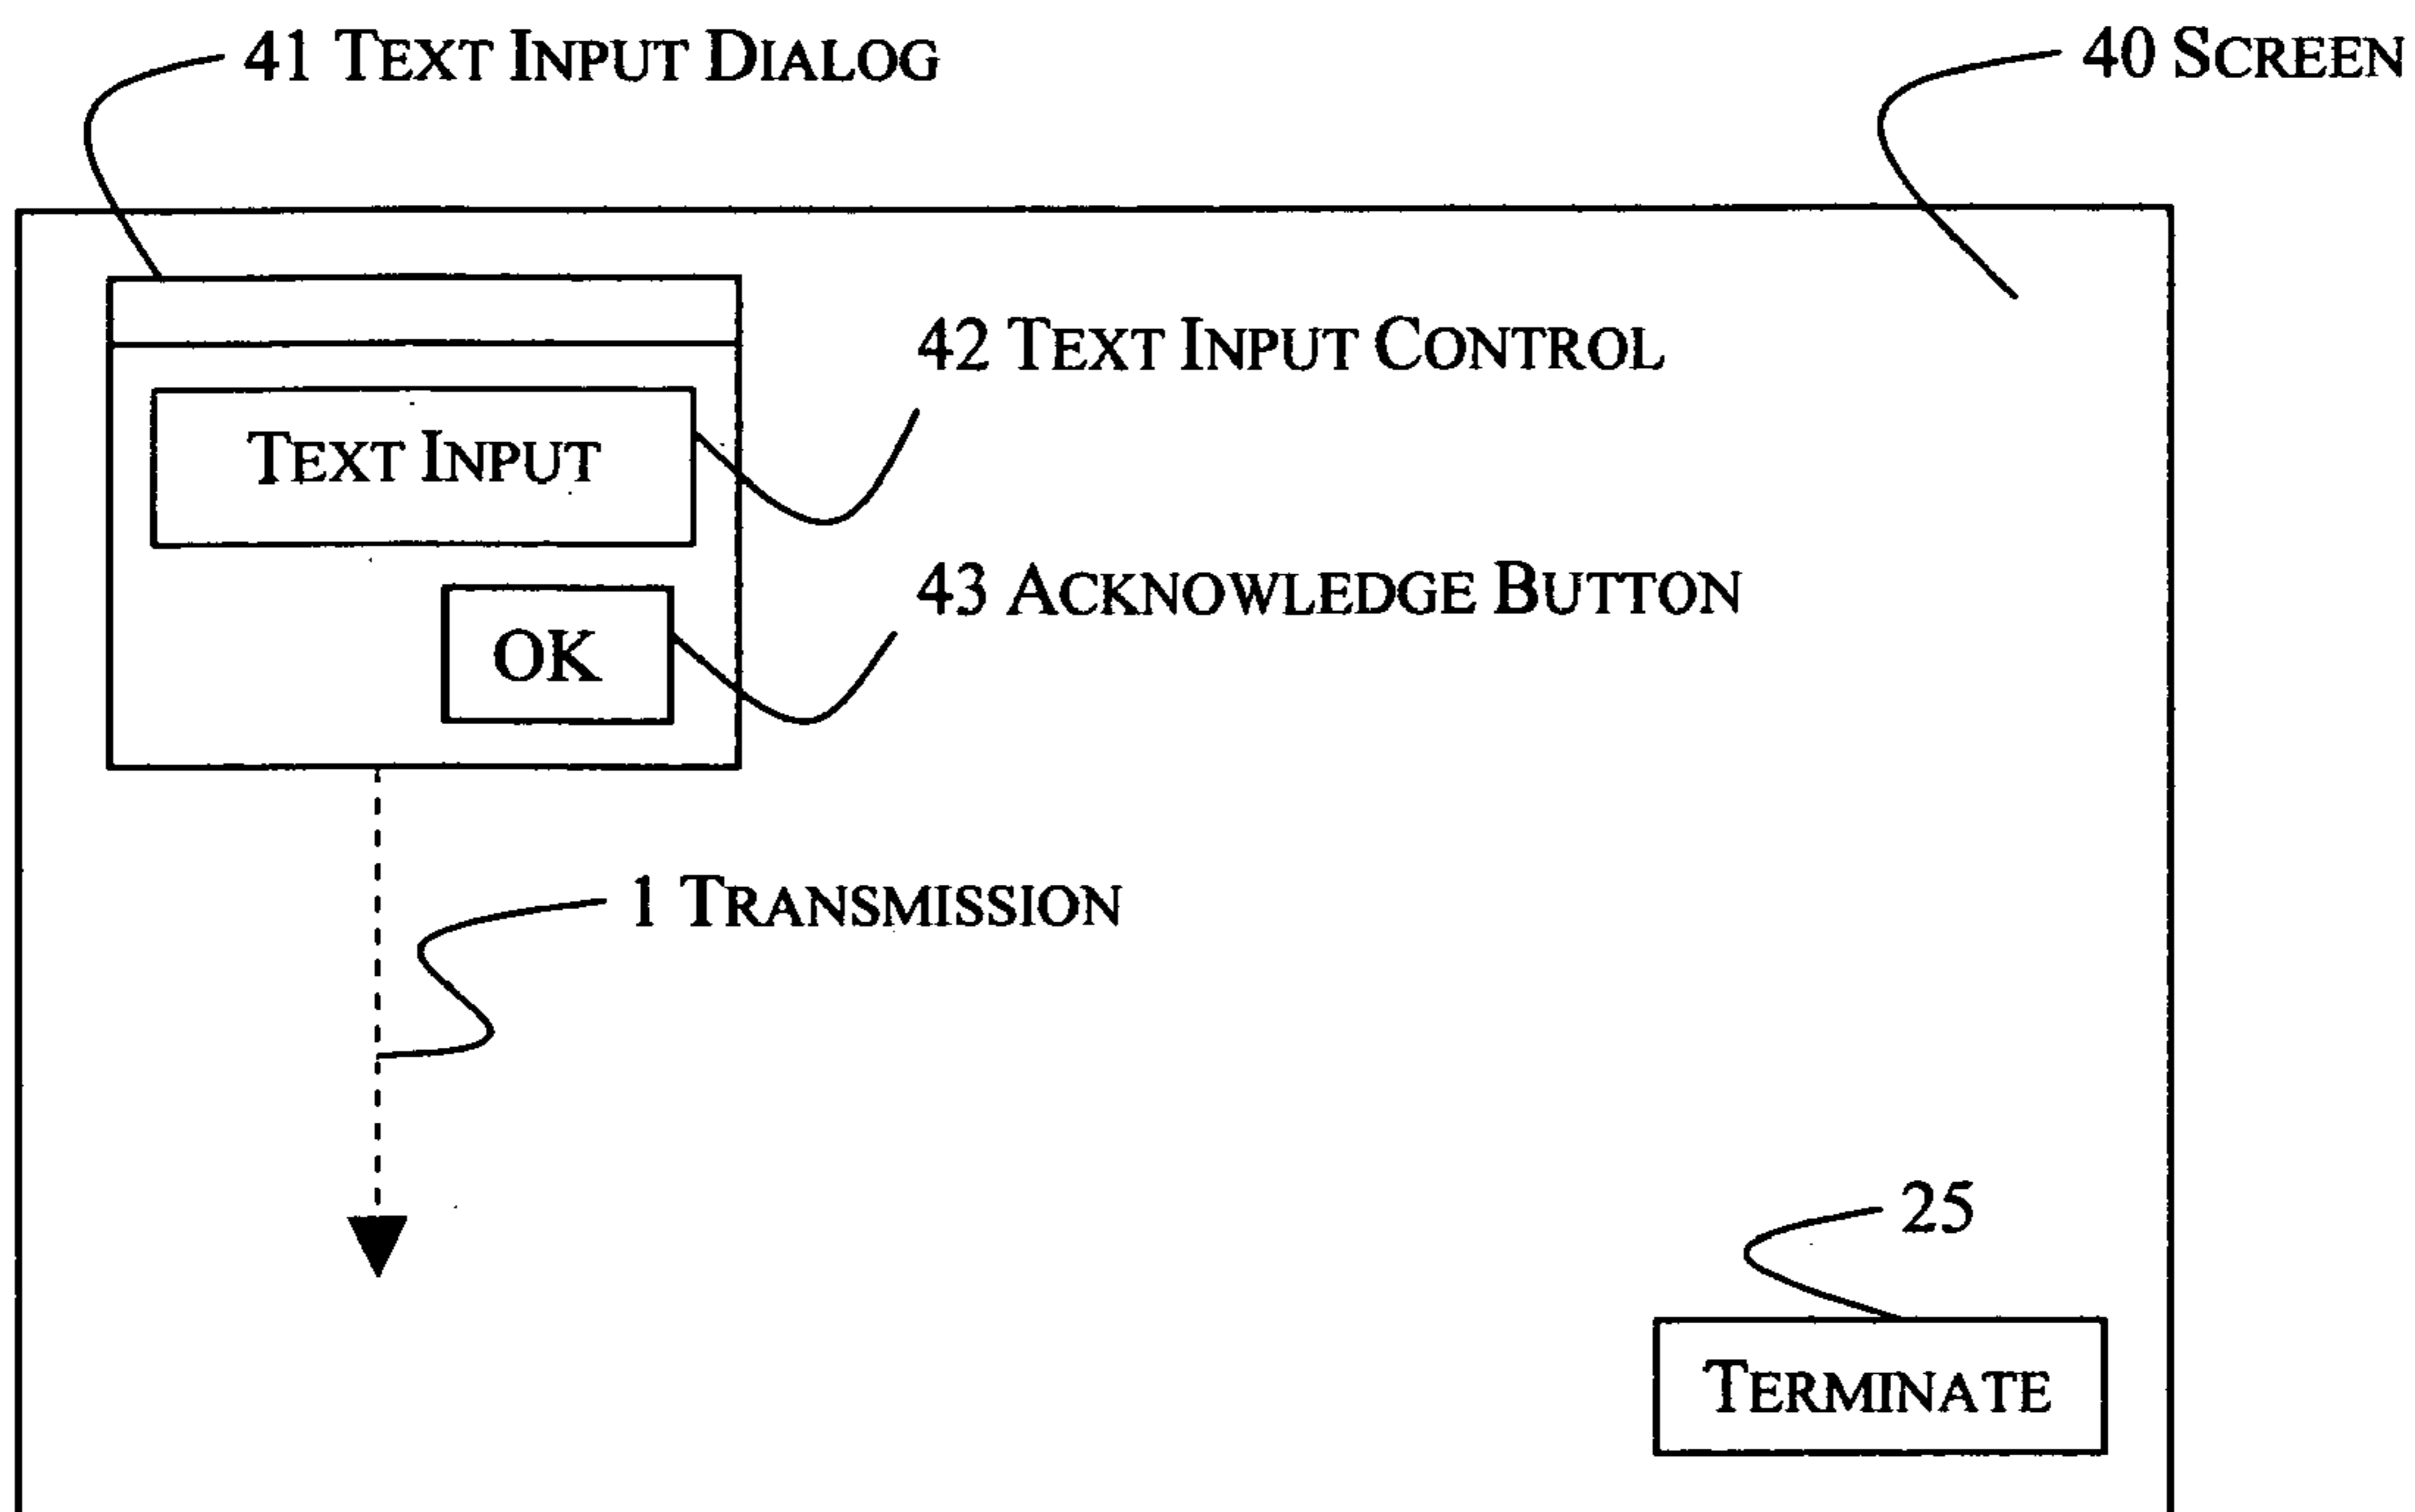 41 TEXT INPUT DIALOG
40 SCREEN
42 TEXT INPUT CONTROL
TEXT INPUT
43 ACKNOWLEDGE BUTTON
OK
1 TRANSMISSION
25
TERMINATE